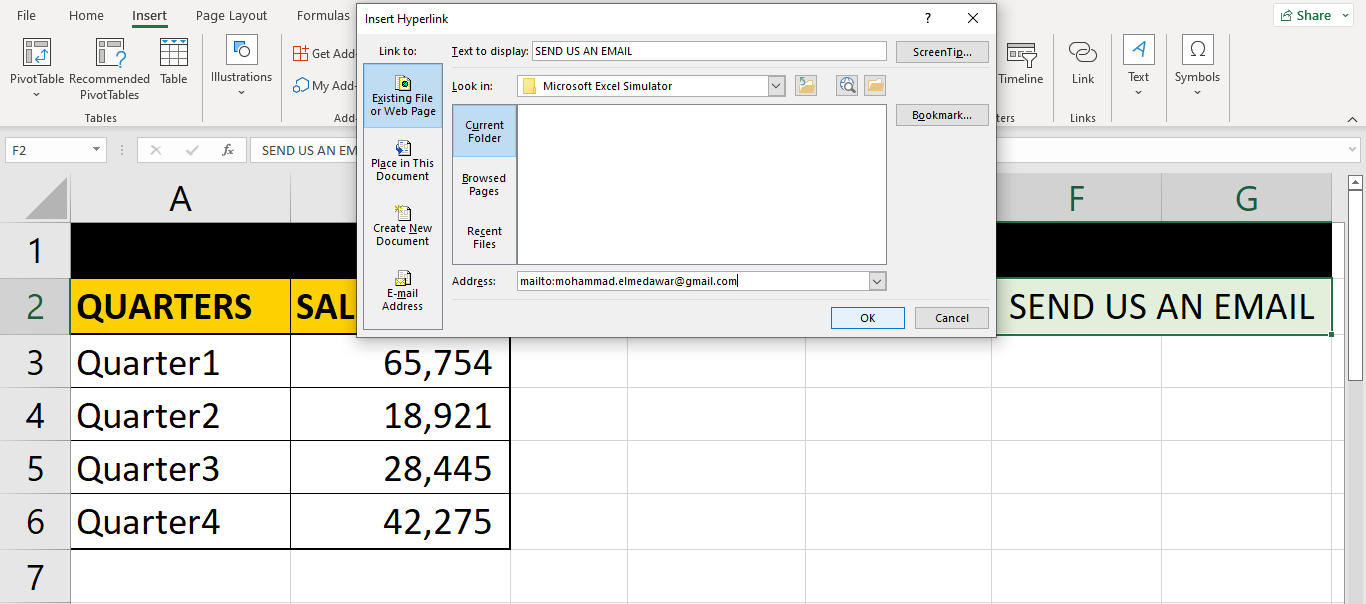 File Home Insert Page Layout Formulas
Share
PivotTable
Recommended
PivotTables
Table
Tables
Illustrations
Get Add-
My Add-
Add-
Timeline
ters
Link
Links
Text
Symbols
Insert Hyperlink
?
Link to:
Text to display: SEND US AN EMAIL
ScreenTip...
Existing File
or Web Page
Place in This
Document
Create New
Document
E-mail
Address
Look in: Microsoft Excel Simulator
Current
Folder
Browsed
Pages
Recent
Files
Bookmark...
Address: mailto:mohammad.elmedawar@gmail.com
OK Cancel
F2
fx
SEND US AN EM
A F G
1
2 QUARTERS SAL SEND US AN EMAIL
3 Quarter1 65,754
4 Quarter2 18,921
5 Quarter3 28,445
6 Quarter4 42,275
7